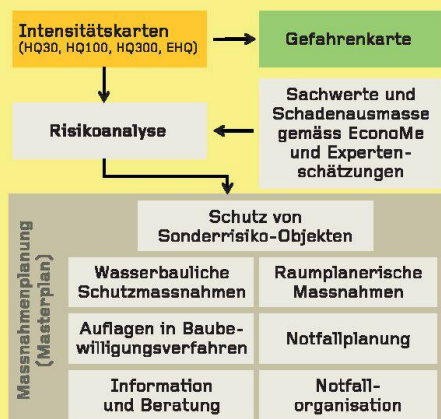 Intensitätskarten
(HQ30, HQ100, HQ300, EHQ)
Gefahrenkarte
Risikoanalyse
Sachwerte und
Schadenausmasse
gemäss EconoMe
und Experten-
schätzungen
Massnahmenplanung
(Masterplan)
Schutz von
Sonderrisiko-Objekten
Wasserbauliche
Schutzmassnahmen
Raumplanerische
Massnahmen
Auflagen in Baube-
willigungsverfahren
Notfallplanung
Information
und Beratung
Notfall-
organisation